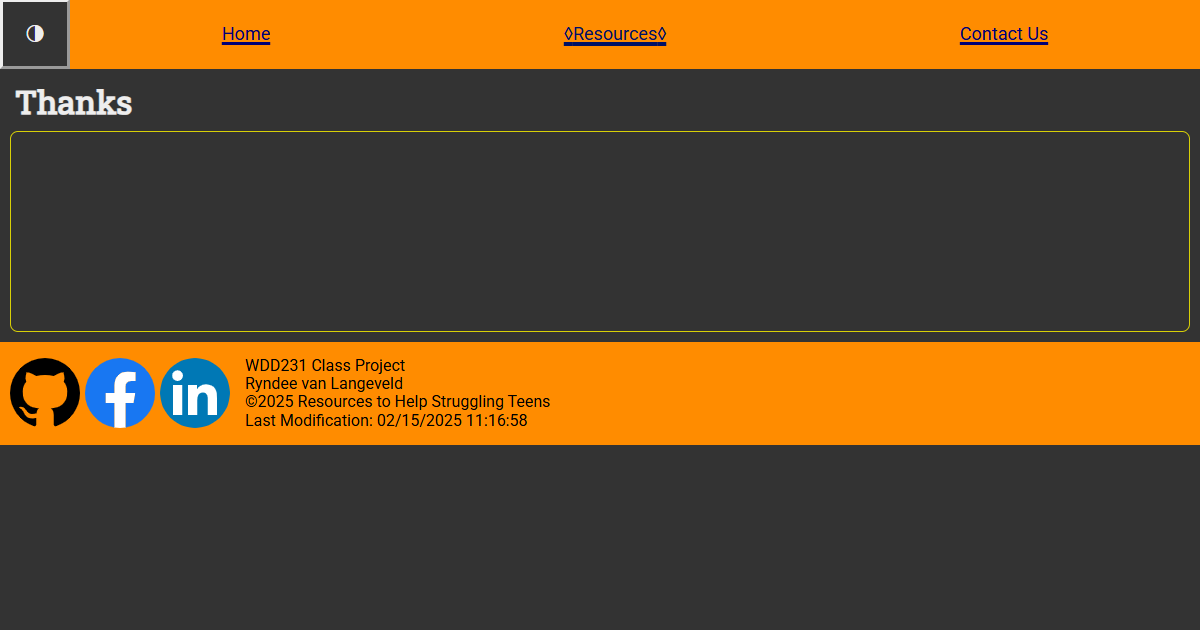 Home
◊Resources◊
Contact Us
Thanks
in
WDD231 Class Project
Ryndee van Langeveld
©2025 Resources to Help Struggling Teens
Last Modification: 02/15/2025 11:16:58